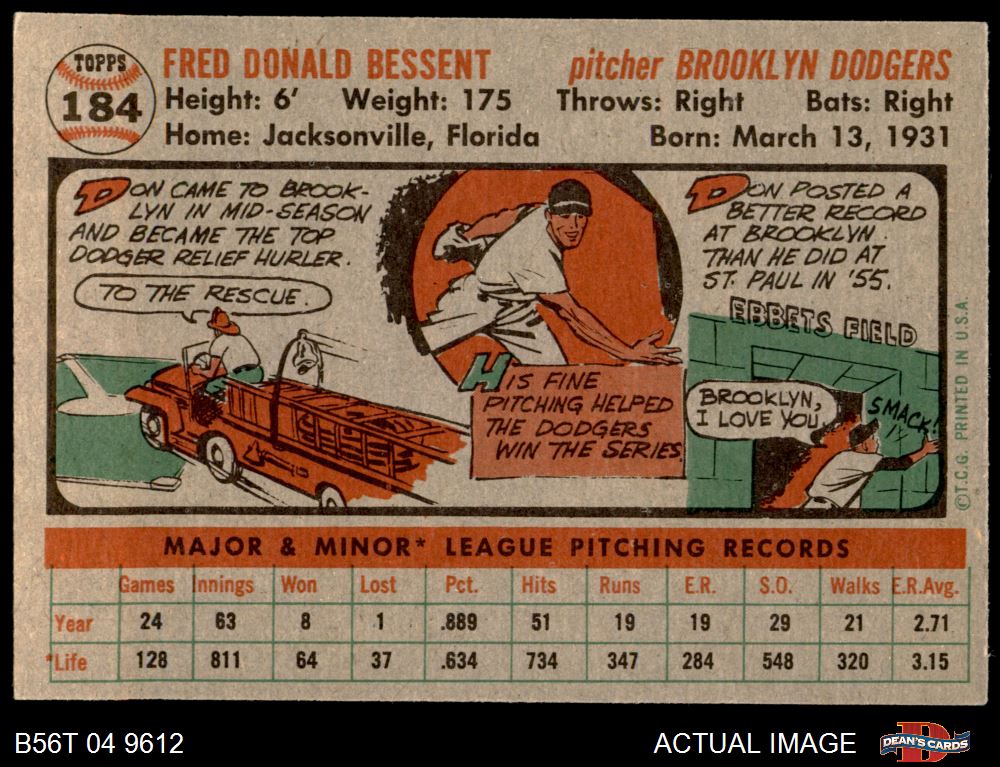 TOPPS
184
FRED DONALD BESSENT pitcher BROOKLYN DODGERS
Height: 6' Weight: 175 Throws: Right Bats: Right
Home: Jacksonville, Florida Born: March 13, 1931
DON CAME TO BROOK-
LYN IN MID-SEASON
AND BECAME THE TOP
DODGER RELIEF HURLER.
TO THE RESCUE.
HIS FINE
PITCHING HELPED
THE DODGERS
WIN THE SERIES
DON POSTED A
BETTER RECORD
AT BROOKLYN
THAN HE DID AT
ST. PAUL IN '55.
EBBETS FIELD
BROOKLYN,
I LOVE YOU
SMACK!
©T.C.G. PRINTED IN U.S.A.
MAJOR & MINOR* LEAGUE PITCHING RECORDS
Games Innings Won Lost Pct. Hits Runs E.R. S.O. Walks E.R.Avg.
Year 24 63 8 1 .889 51 19 19 29 21 2.71
*Life 128 811 64 37 .634 734 347 284 548 320 3.15
B56T 04 9612 ACTUAL IMAGE DEAN'S CARDS